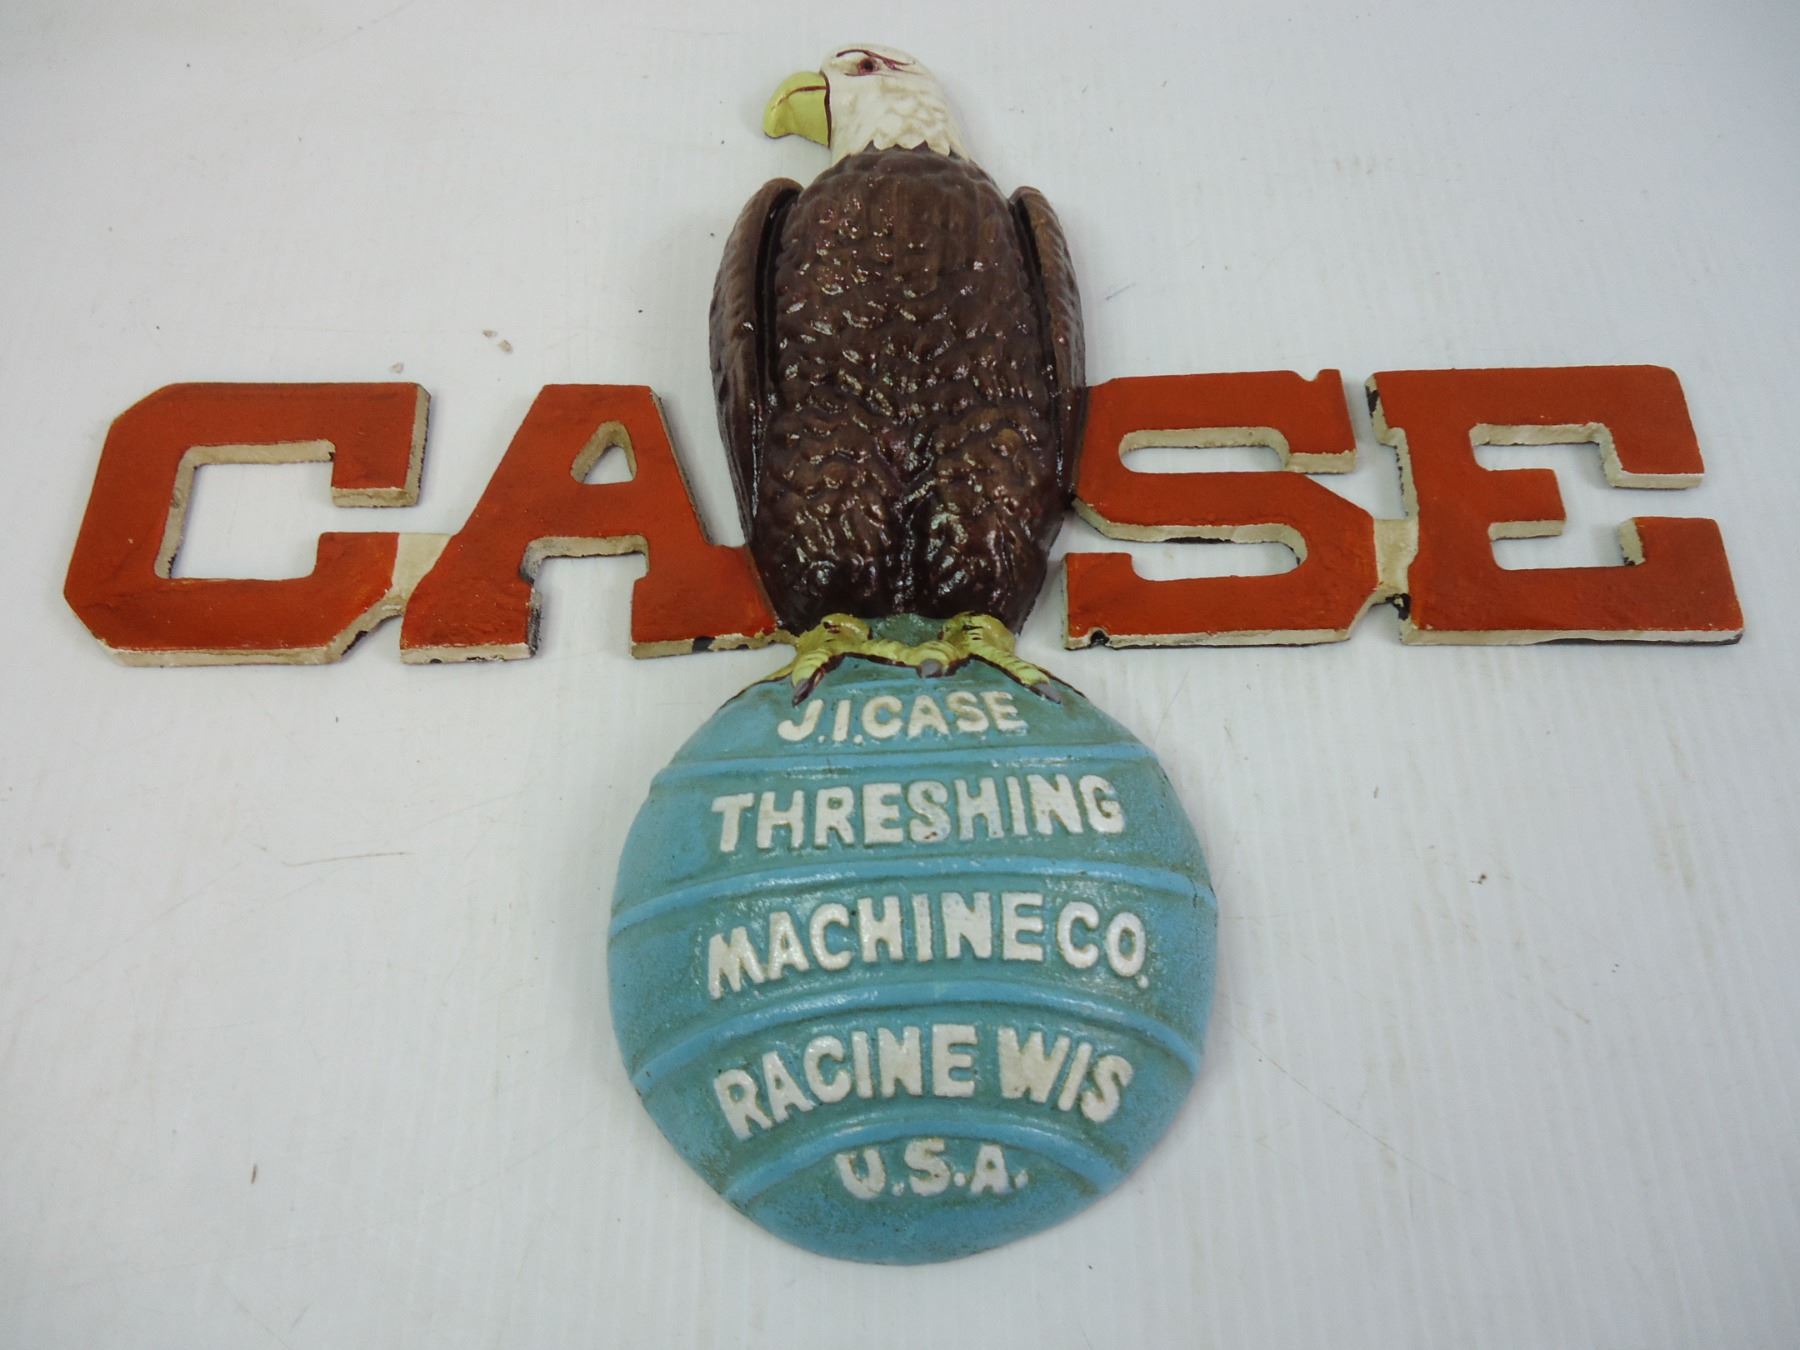 CASE
J.I.CASE
THRESHING
MACHINE CO.
RACINE WIS
U.S.A.